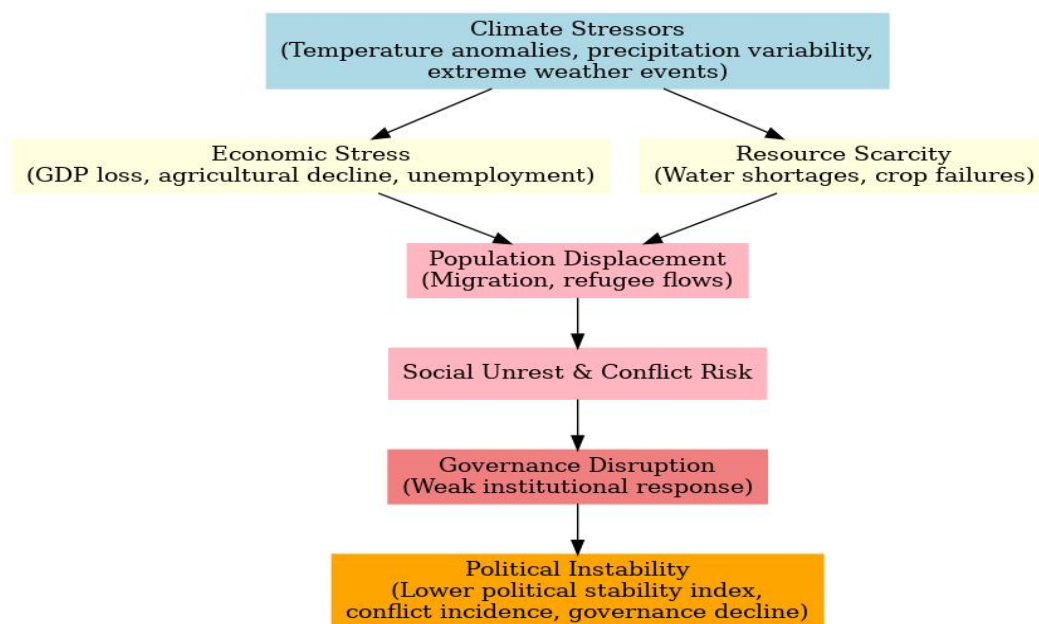 Climate Stressors
(Temperature anomalies, precipitation variability,
extreme weather events)
Economic Stress
(GDP loss, agricultural decline, unemployment)
Resource Scarcity
(Water shortages, crop failures)
Population Displacement
(Migration, refugee flows)
Social Unrest & Conflict Risk
Governance Disruption
(Weak institutional response)
Political Instability
(Lower political stability index,
conflict incidence, governance decline)